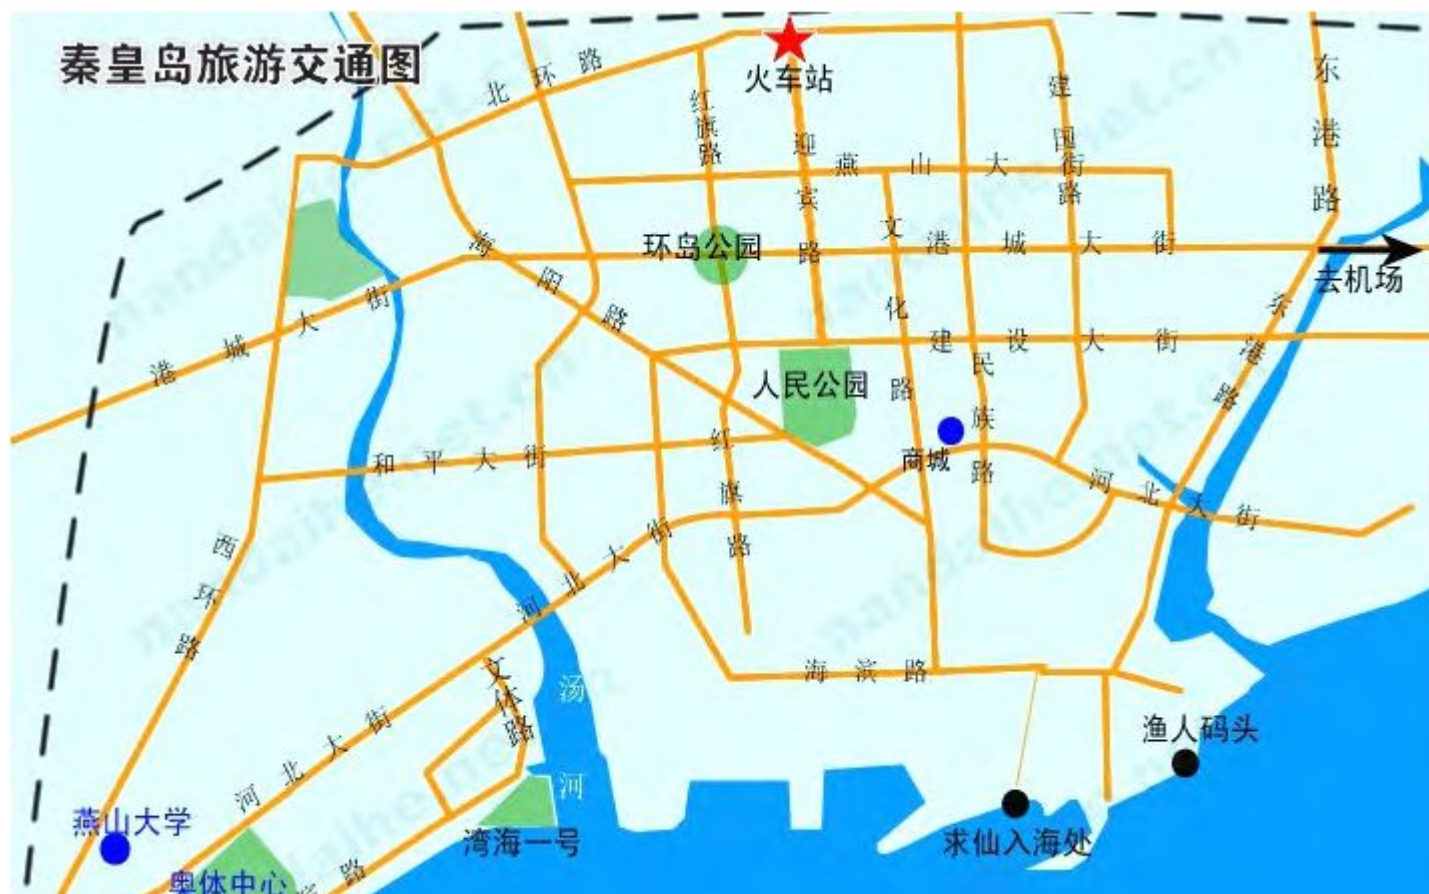 秦皇岛旅游交通图
火车站
北环路
红旗路
迎宾路
建国路
东港路
燕山大街
环岛公园
文化路
港城大街
去机场
海阳路
港城大街
东港路
建设大街
民族路
人民公园
商城
和平大街
红旗路
河北大街
西环路
河北大街
文体路
汤河
海滨路
渔人码头
河北大街
燕山大学
湾海一号
求仙入海处
奥体中心
滨路